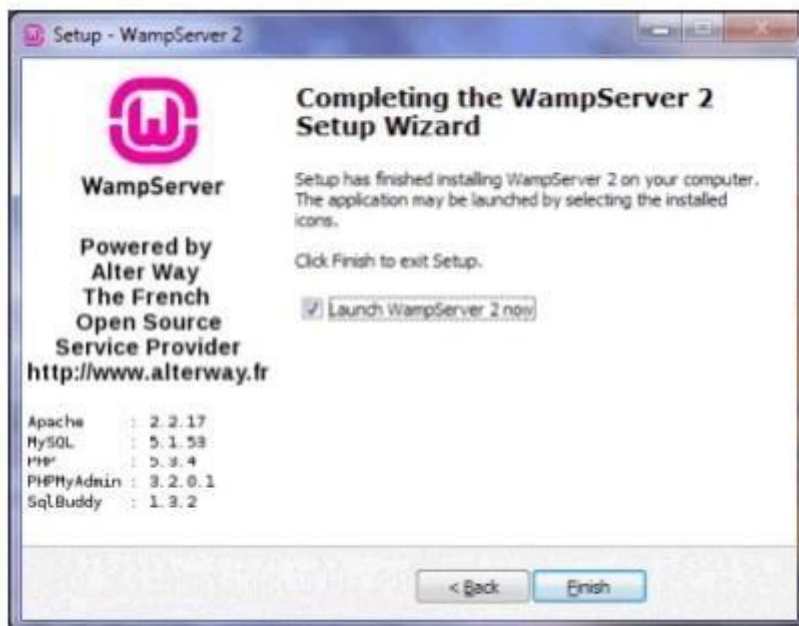 Setup - WampServer 2
WampServer
Powered by
Alter Way
The French
Open Source
Service Provider
http://www.alterway.fr
Apache : 2.2.17
MySQL : 5.1.53
PHP : 5.3.4
PHPMyAdmin : 3.2.0.1
SqlBuddy : 1.3.2
Completing the WampServer 2
Setup Wizard
Setup has finished installing WampServer 2 on your computer.
The application may be launched by selecting the installed
icons.
Click Finish to exit Setup.
Launch WampServer 2 now
< Back
Finish